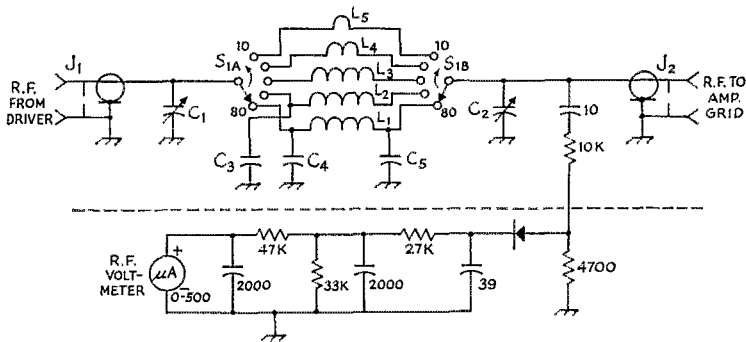 L5
10
L4
10
J1
S1A
S1B
J2
L3
R.F.
FROM
DRIVER
L2
R.F. TO
AMP.
GRID
C1
80
L1
80
C2
10
C3
C4
C5
10K
47K
27K
R.F.
VOLT-
METER
+
μA
-
0-500
2000
33K
2000
39
4700